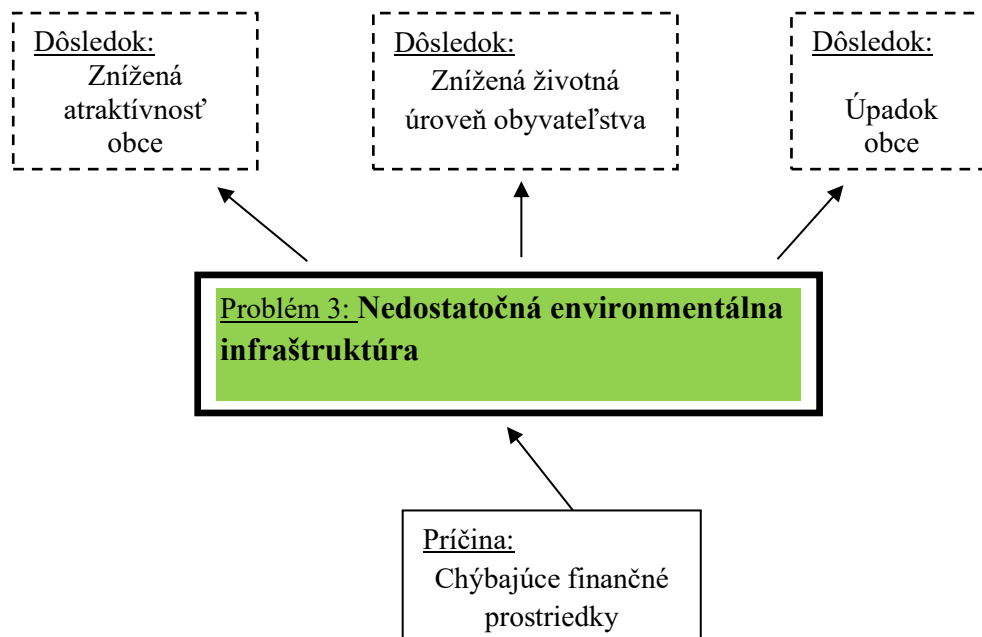 Dôsledok:
Znížená
atraktívnosť
obce
Dôsledok:
Znížená životná
úroveň obyvateľstva
Dôsledok:
Úpadok
obce
Problém 3: Nedostatočná environmentálna
infraštruktúra
Príčina:
Chýbajúce finančné
prostriedky